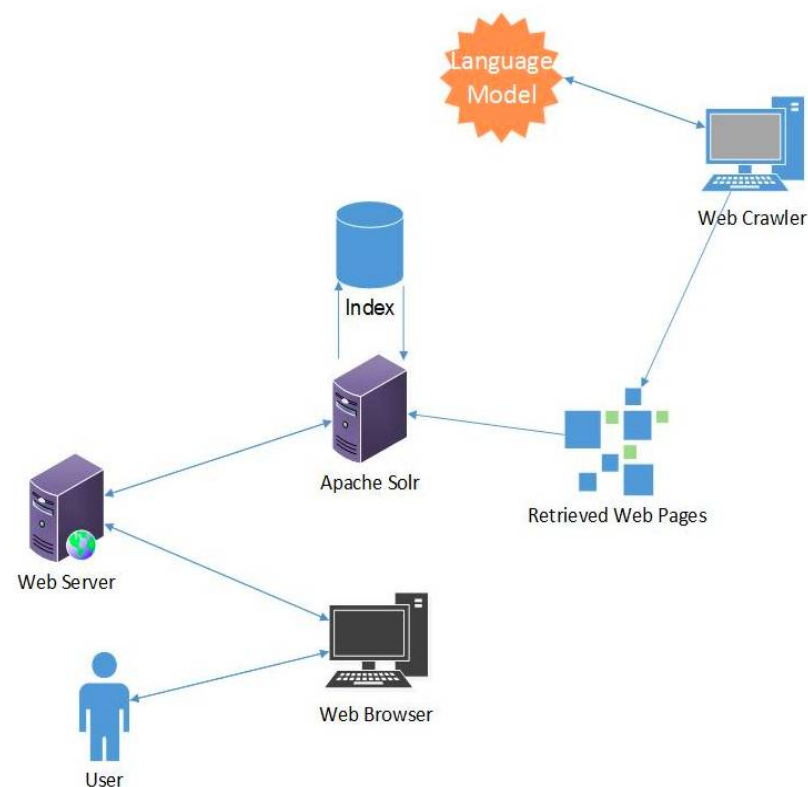 Language
Model
Web Crawler
Index
Apache Solr
Retrieved Web Pages
Web Server
Web Browser
User